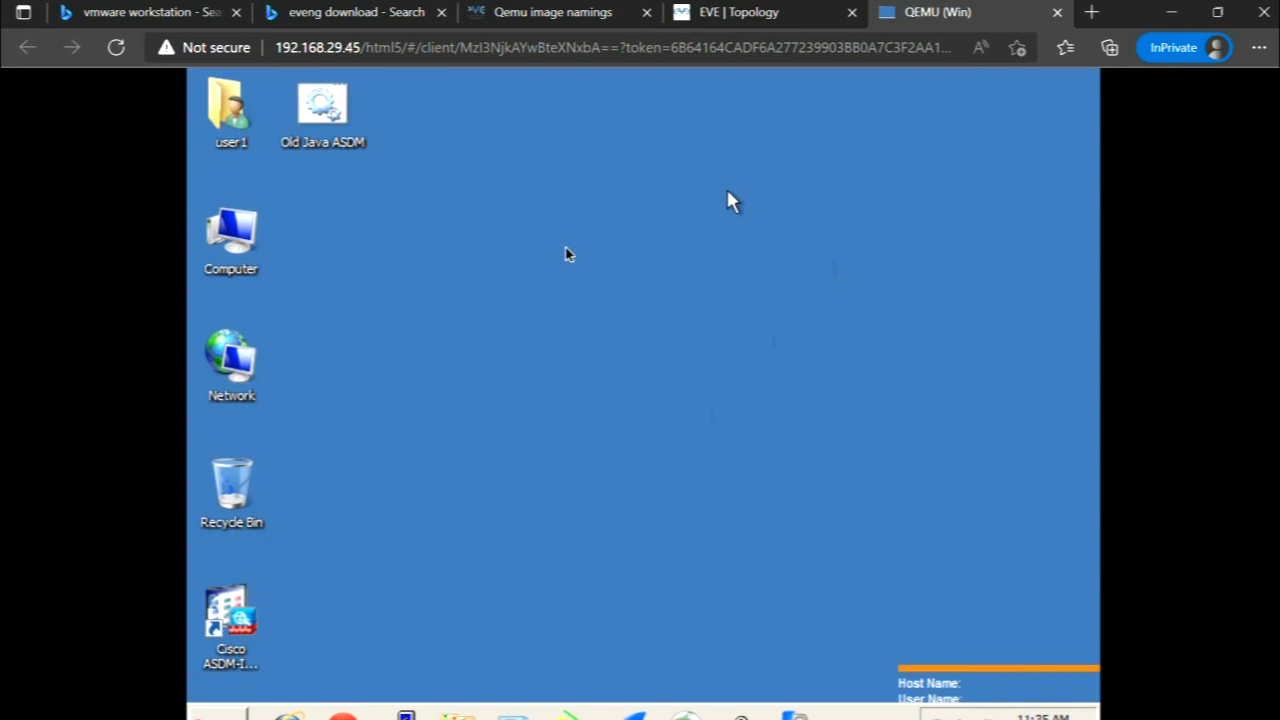 vmware workstation - Sea
eveng download - Search
Qemu image namings
EVE | Topology
QEMU (Win)
Not secure
192.168.29.45/html5/#/client/MzI3NjkAYwBteXNxbA==?token=6B64164CADF6A277239903BB0A7C3F2AA1...
InPrivate
user1
Old Java ASDM
Computer
Network
Recycle Bin
Cisco
ASDM-I...
Host Name:
User Name:
11:25 AM